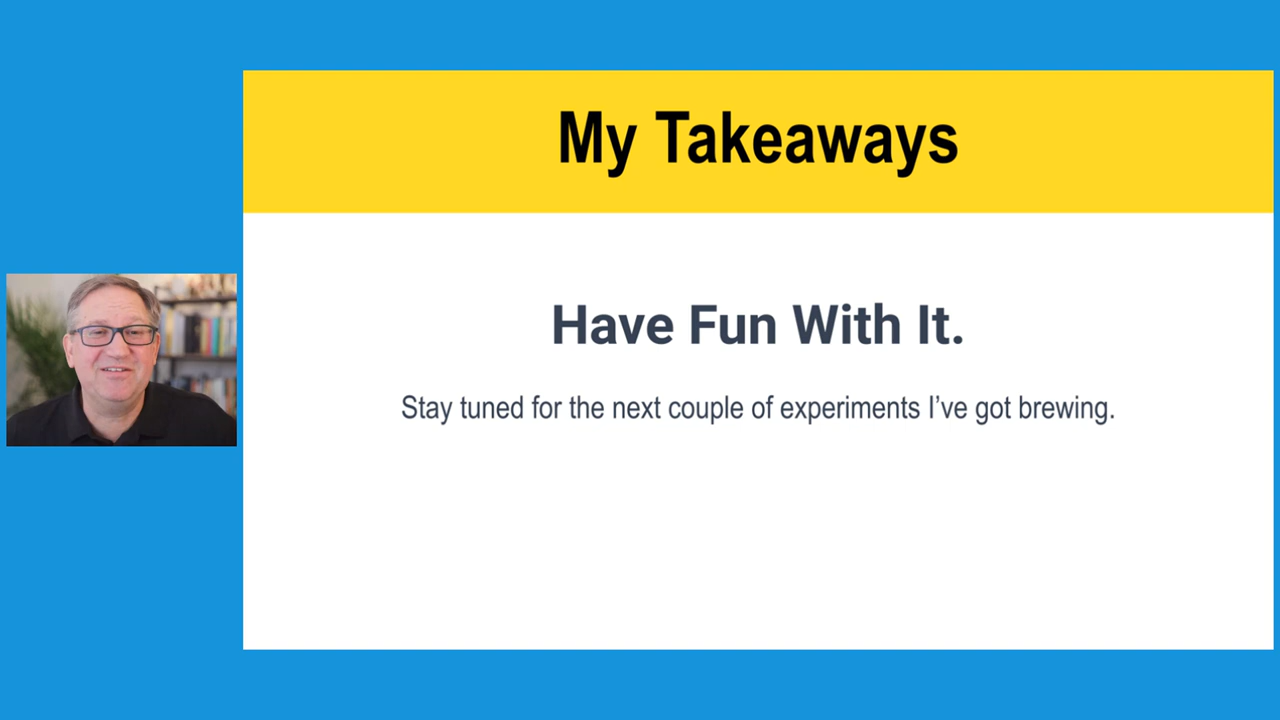 My Takeaways
Have Fun With It.
Stay tuned for the next couple of experiments I’ve got brewing.